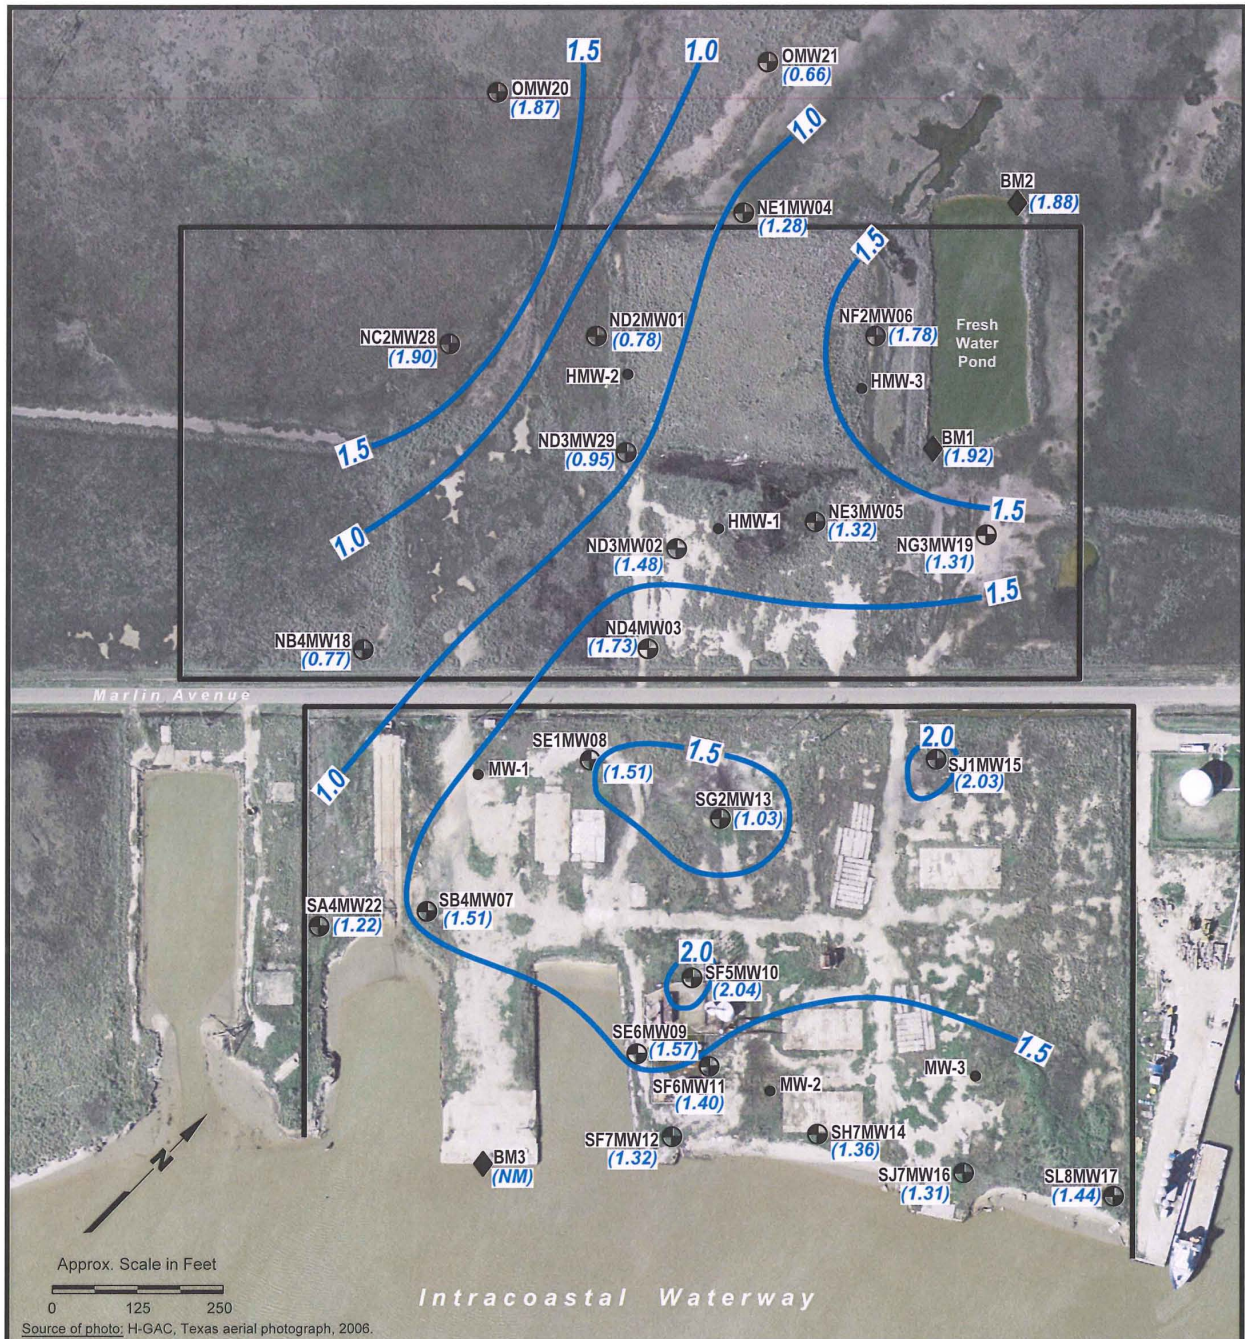 1.5
1.0
OMW21
(0.66)
OMW20
(1.87)
1.0
BM2
(1.88)
NE1MW04
(1.28)
1.5
ND2MW01
(0.78)
NF2MW06
(1.78)
Fresh
Water
Pond
NC2MW28
(1.90)
HMW-2
HMW-3
1.5
ND3MW29
(0.95)
BM1
(1.92)
1.0
HMW-1
NE3MW05
(1.32)
1.5
ND3MW02
(1.48)
NG3MW19
(1.31)
1.5
NB4MW18
(0.77)
ND4MW03
(1.73)
Marlin Avenue
1.0
MW-1
SE1MW08
(1.51)
1.5
SG2MW13
(1.03)
2.0
SJ1MW15
(2.03)
SA4MW22
(1.22)
SB4MW07
(1.51)
2.0
SF5MW10
(2.04)
SE6MW09
(1.57)
1.5
SF6MW11
(1.40)
MW-2
MW-3
SF7MW12
(1.32)
SH7MW14
(1.36)
BM3
(NM)
SJ7MW16
(1.31)
SL8MW17
(1.44)
N
Approx. Scale in Feet
0 125 250
Intracoastal Waterway
Source of photo: H-GAC, Texas aerial photograph, 2006.